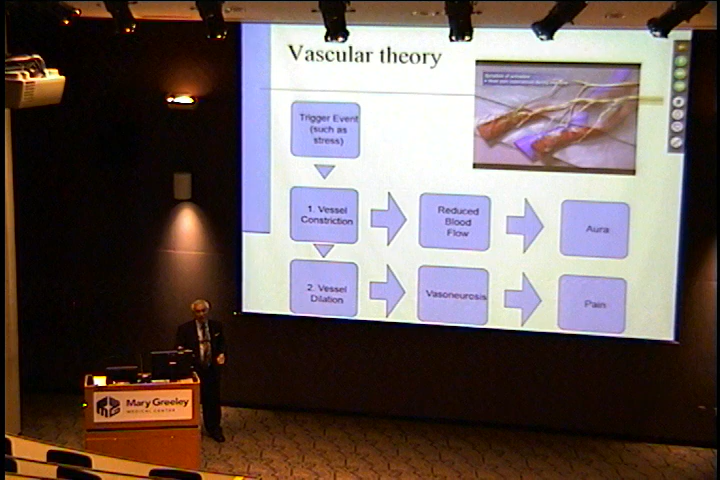 Vascular theory
Trigger Event
(such as
stress)
1. Vessel
Constriction
Reduced
Blood
Flow
Aura
2. Vessel
Dilation
Vasoneurosis
Pain
Mary Greeley
MEDICAL CENTER